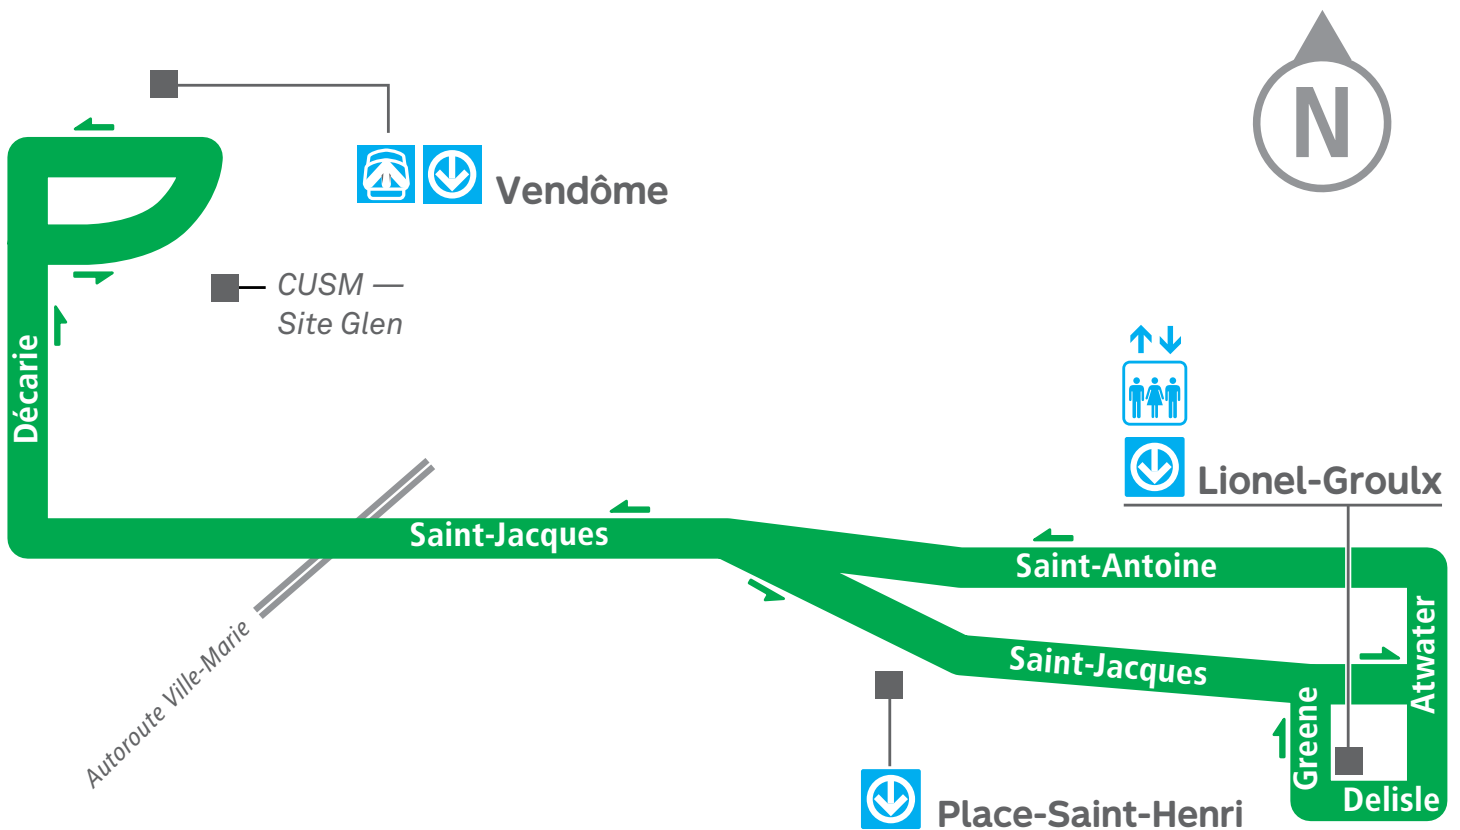 N
Vendôme
CUSM —
Site Glen
Décarie
Lionel-Groulx
Saint-Jacques
Saint-Antoine
Atwater
Autoroute Ville-Marie
Saint-Jacques
Greene
Delisle
Place-Saint-Henri